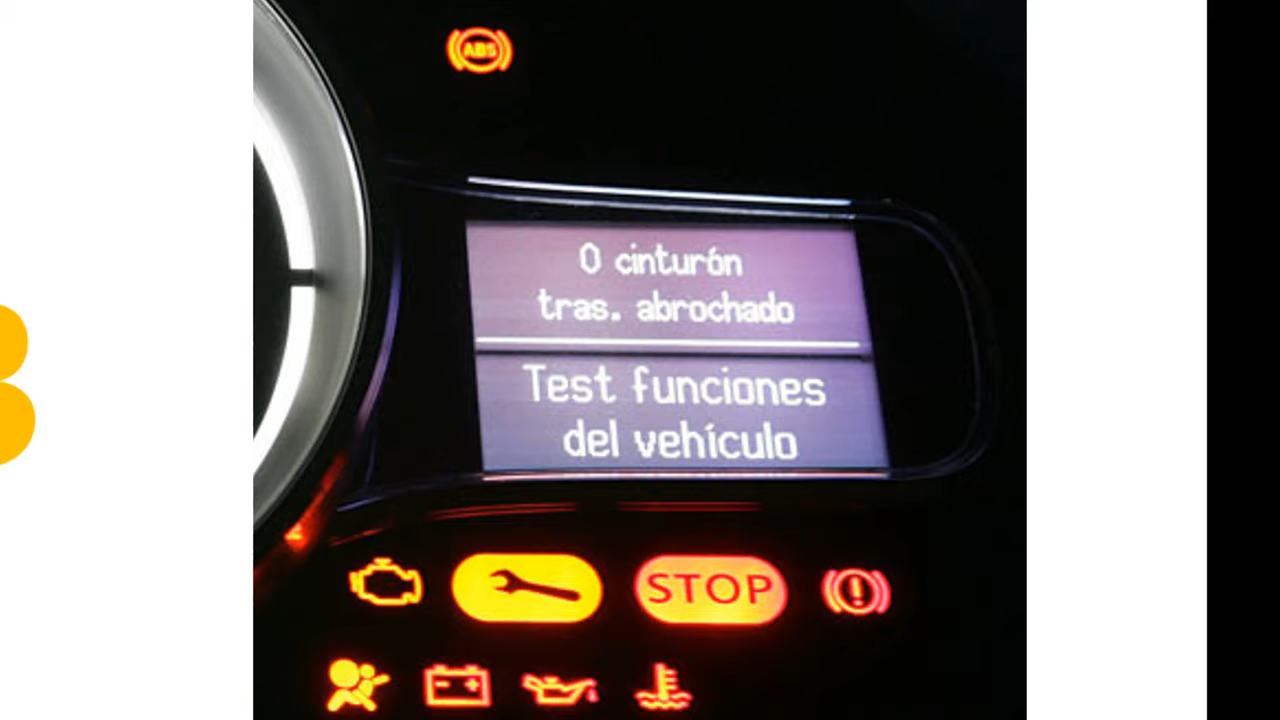 ABS
0 cinturón
tras. abrochado
Test funciones
del vehículo
STOP